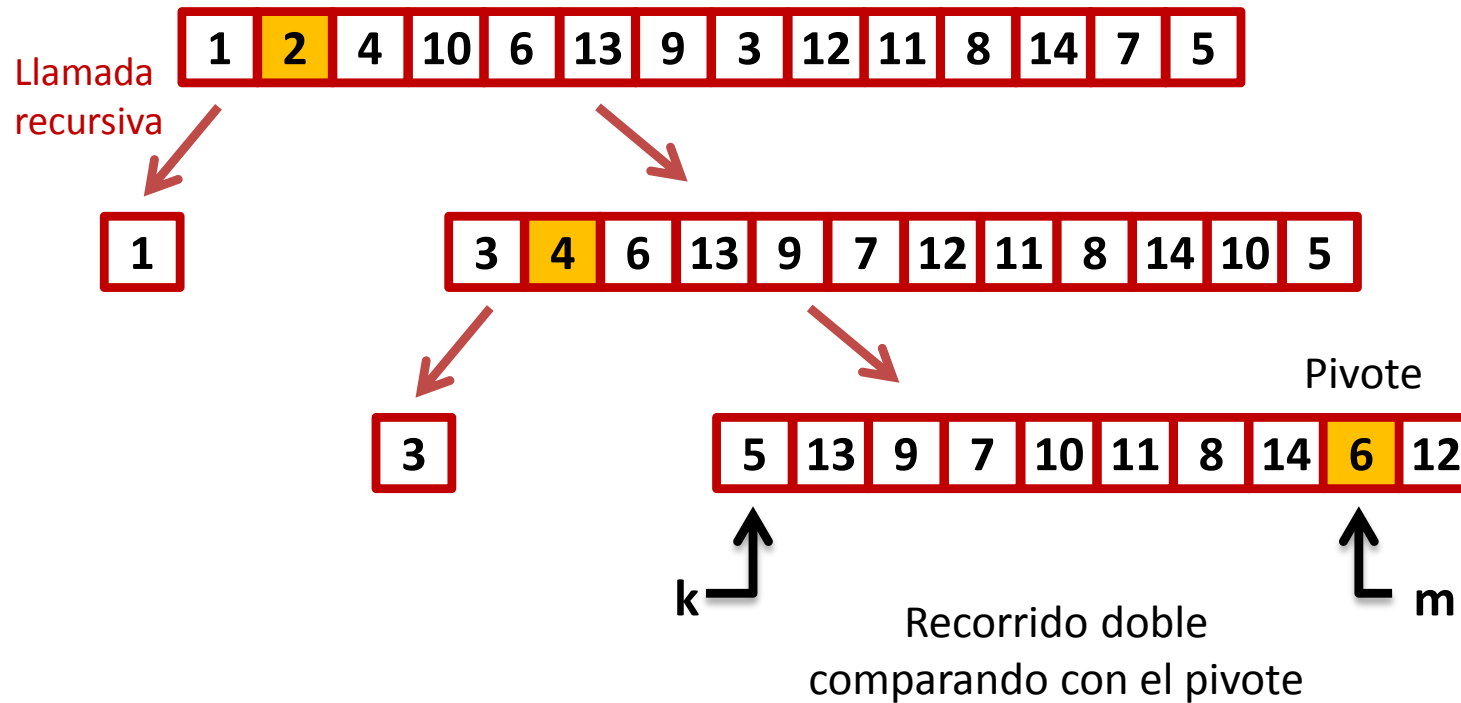 1 2 4 10 6 13 9 3 12 11 8 14 7 5
Llamada
recursiva
1
3 4 6 13 9 7 12 11 8 14 10 5
Pivote
3
5 13 9 7 10 11 8 14 6 12
k
m
Recorrido doble
comparando con el pivote